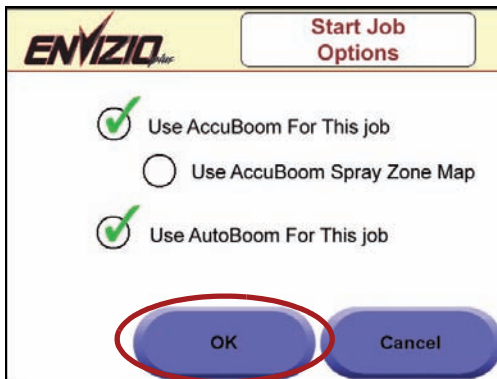 ENVIZIO plus
Start Job
Options
Use AccuBoom For This job
Use AccuBoom Spray Zone Map
Use AutoBoom For This job
OK
Cancel